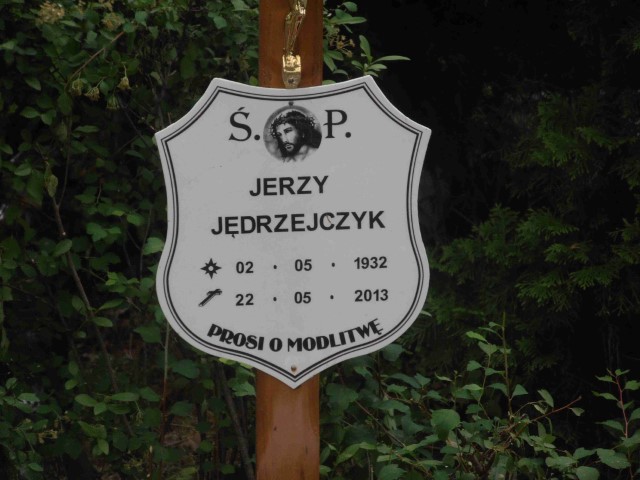 Ś. P.
JERZY
JĘDRZEJCZYK
02 · 05 · 1932
22 · 05 · 2013
PROSI O MODLITWĘ